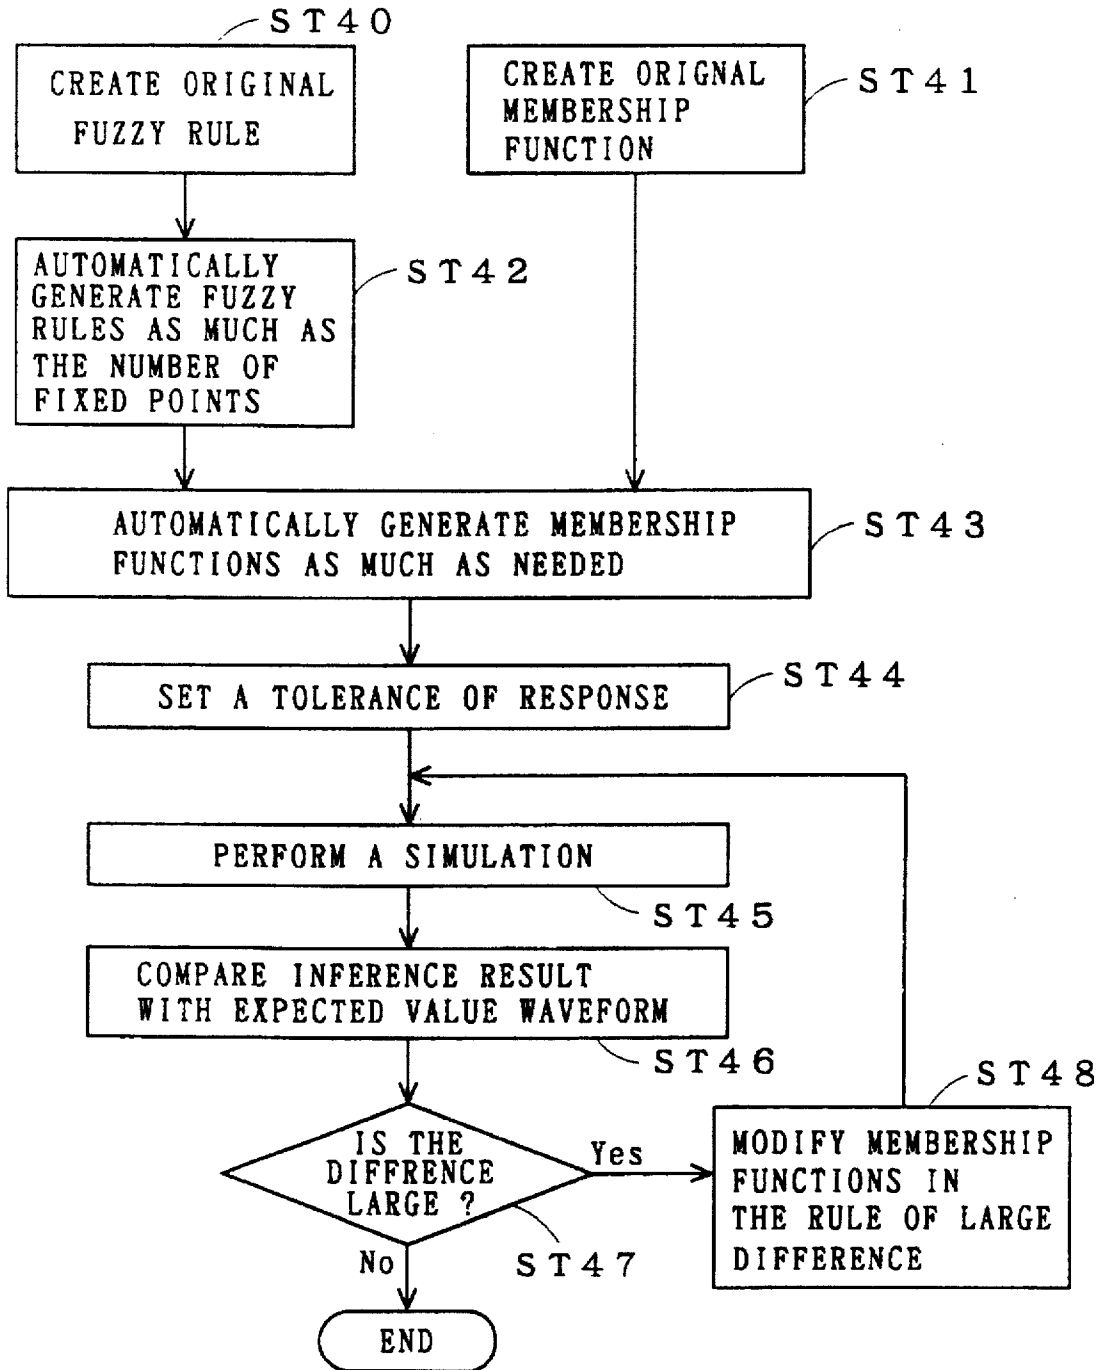 ST40
CREATE ORIGINAL
FUZZY RULE
CREATE ORIGNAL
MEMBERSHIP
FUNCTION
ST41
AUTOMATICALLY
GENERATE FUZZY
RULES AS MUCH AS
THE NUMBER OF
FIXED POINTS
ST42
AUTOMATICALLY GENERATE MEMBERSHIP
FUNCTIONS AS MUCH AS NEEDED
ST43
SET A TOLERANCE OF RESPONSE
ST44
PERFORM A SIMULATION
ST45
COMPARE INFERENCE RESULT
WITH EXPECTED VALUE WAVEFORM
ST46
IS THE
DIFFRENCE
LARGE ?
Yes
No
ST47
ST48
MODIFY MEMBERSHIP
FUNCTIONS IN
THE RULE OF LARGE
DIFFERENCE
END